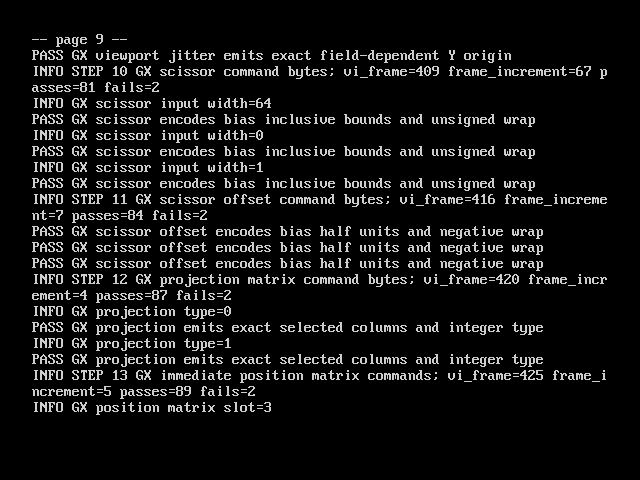 -- page 9 --
PASS GX viewport jitter emits exact field-dependent Y origin
INFO STEP 10 GX scissor command bytes; vi_frame=409 frame_increment=67 p
asses=81 fails=2
INFO GX scissor input width=64
PASS GX scissor encodes bias inclusive bounds and unsigned wrap
INFO GX scissor input width=0
PASS GX scissor encodes bias inclusive bounds and unsigned wrap
INFO GX scissor input width=1
PASS GX scissor encodes bias inclusive bounds and unsigned wrap
INFO STEP 11 GX scissor offset command bytes; vi_frame=416 frame_increme
nt=7 passes=84 fails=2
PASS GX scissor offset encodes bias half units and negative wrap
PASS GX scissor offset encodes bias half units and negative wrap
PASS GX scissor offset encodes bias half units and negative wrap
INFO STEP 12 GX projection matrix command bytes; vi_frame=420 frame_incr
ement=4 passes=87 fails=2
INFO GX projection type=0
PASS GX projection emits exact selected columns and integer type
INFO GX projection type=1
PASS GX projection emits exact selected columns and integer type
INFO STEP 13 GX immediate position matrix commands; vi_frame=425 frame_i
ncrement=5 passes=89 fails=2
INFO GX position matrix slot=3